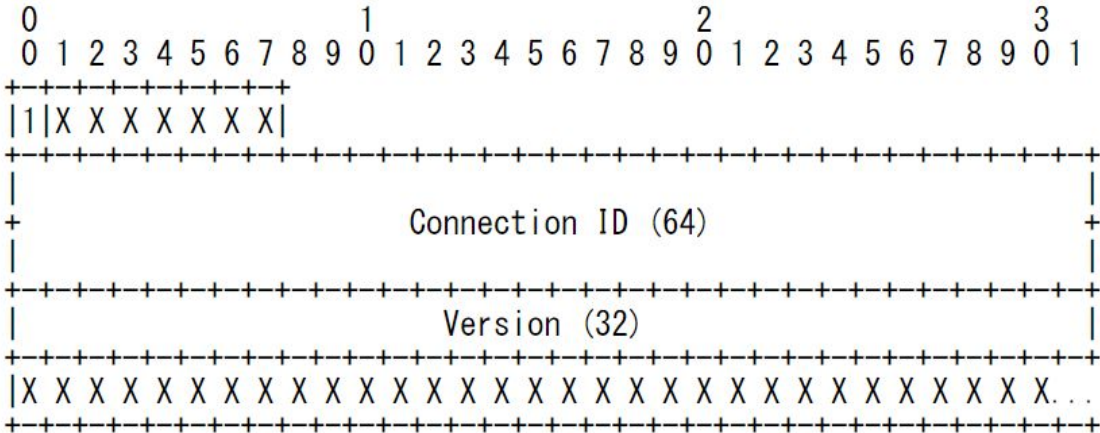 0                   1                   2                   3
 0 1 2 3 4 5 6 7 8 9 0 1 2 3 4 5 6 7 8 9 0 1 2 3 4 5 6 7 8 9 0 1
+-+-+-+-+-+-+-+-+
|1|X X X X X X X|
+-+-+-+-+-+-+-+-+-+-+-+-+-+-+-+-+-+-+-+-+-+-+-+-+-+-+-+-+-+-+-+-+
|                                                               |
+                       Connection ID (64)                      +
|                                                               |
+-+-+-+-+-+-+-+-+-+-+-+-+-+-+-+-+-+-+-+-+-+-+-+-+-+-+-+-+-+-+-+-+
|                         Version (32)                          |
+-+-+-+-+-+-+-+-+-+-+-+-+-+-+-+-+-+-+-+-+-+-+-+-+-+-+-+-+-+-+-+-+
|X X X X X X X X X X X X X X X X X X X X X X X X X X X X X X X...
+-+-+-+-+-+-+-+-+-+-+-+-+-+-+-+-+-+-+-+-+-+-+-+-+-+-+-+-+-+-+-+-+